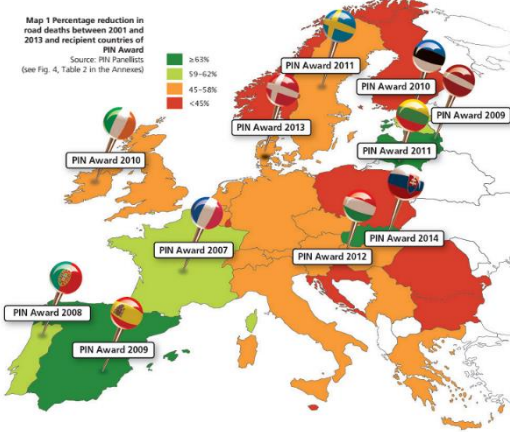 Map 1 Percentage reduction in
road deaths between 2001 and
2013 and recipient countries of
PIN Award
Source: PIN Panellists
(see Fig. 4, Table 2 in the Annexes)
≥63%
59–62%
45–58%
<45%
PIN Award 2011
PIN Award 2010
PIN Award 2009
PIN Award 2013
PIN Award 2010
PIN Award 2011
PIN Award 2007
PIN Award 2014
PIN Award 2012
PIN Award 2008
PIN Award 2009